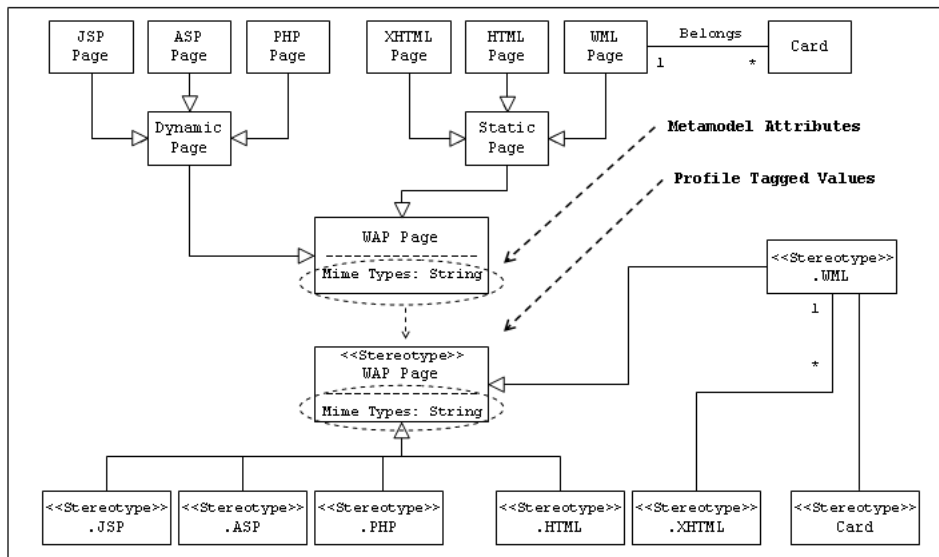 JSP
Page
ASP
Page
PHP
Page
XHTML
Page
HTML
Page
WML
Page
Belongs
1
*
Card
Dynamic
Page
Static
Page
Metamodel Attributes
Profile Tagged Values
WAP Page
Mime Types: String
<<Stereotype>>
.WML
1
*
<<Stereotype>>
WAP Page
Mime Types: String
<<Stereotype>>
.JSP
<<Stereotype>>
.ASP
<<Stereotype>>
.PHP
<<Stereotype>>
.HTML
<<Stereotype>>
.XHTML
<<Stereotype>>
Card